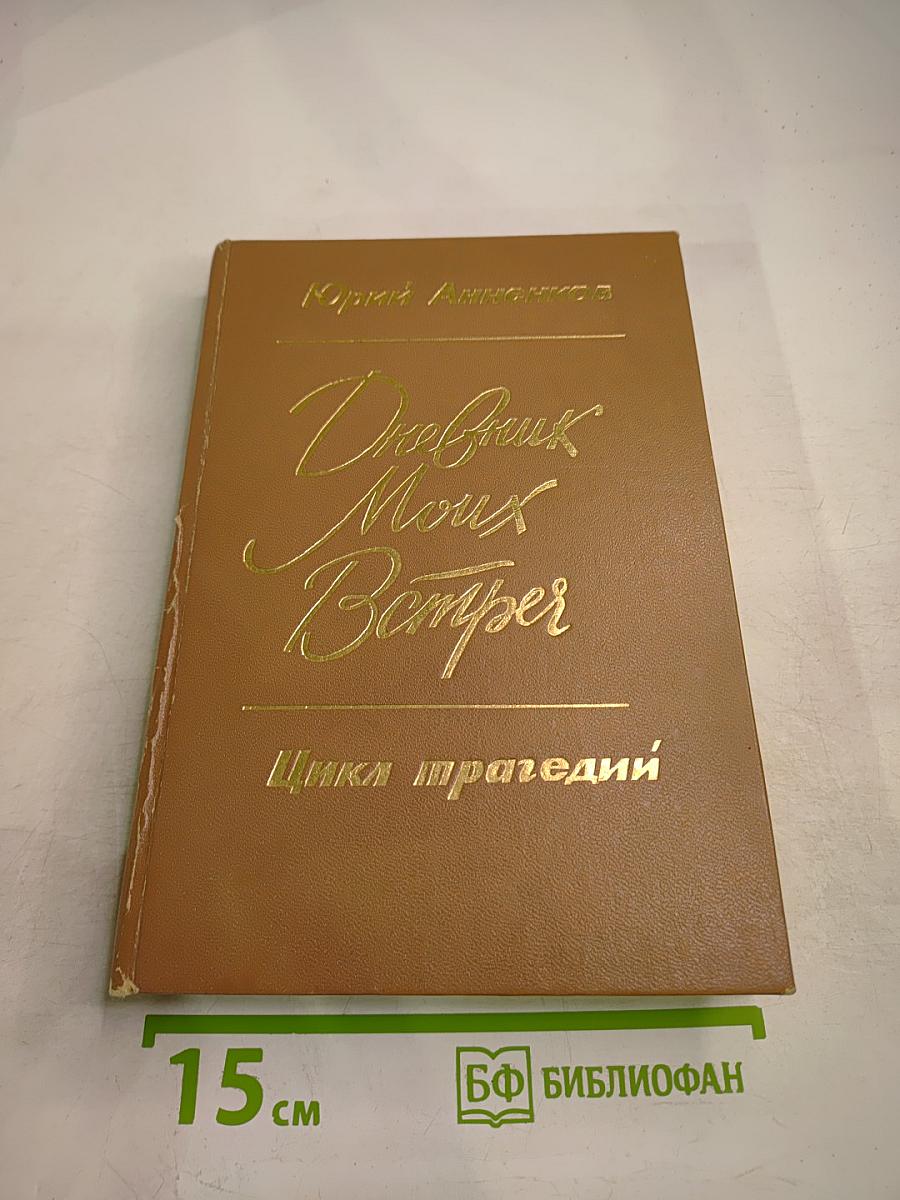 Юрий Анненков
Дневник
Моих
Встреч
Цикл трагедий
15 см
БФ БИБЛИОФАН